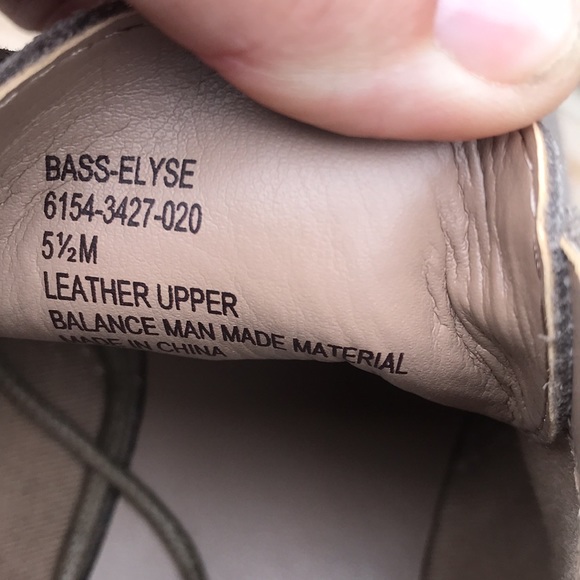 BASS-ELYSE
6154-3427-020
5½M
LEATHER UPPER
BALANCE MAN MADE MATERIAL
MADE IN CHINA